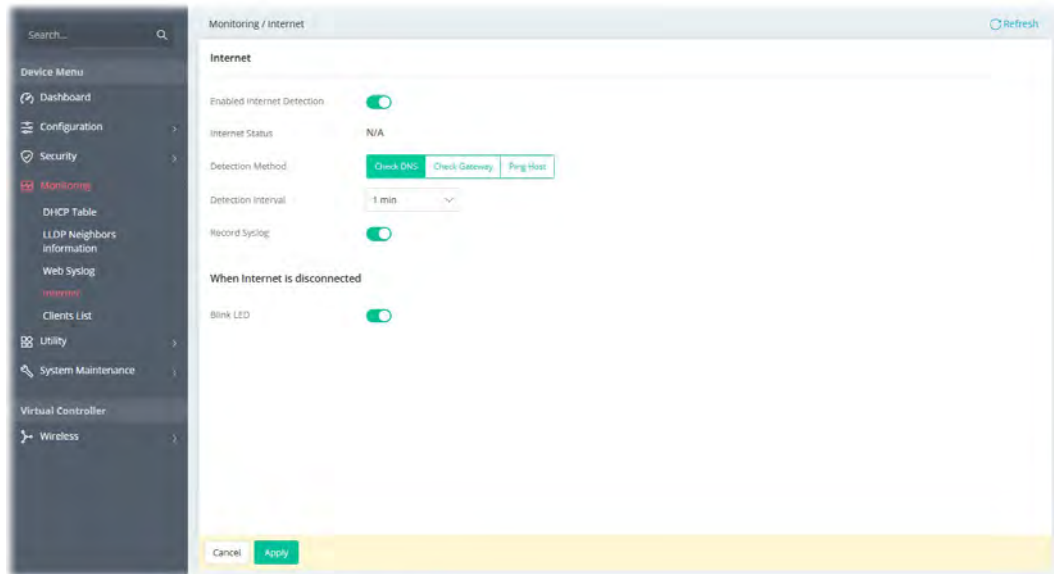 Search...
Device Menu
Dashboard
Configuration
Security
Monitoring
DHCP Table
LLDP Neighbors
Information
Web Syslog
Internet
Clients List
Utility
System Maintenance
Virtual Controller
Wireless
Monitoring / Internet
Refresh
Internet
Enabled Internet Detection
Internet Status
N/A
Detection Method
Check DNS
Check Gateway
Ping Host
Detection Interval
1 min
Record Syslog
When Internet is disconnected
Blink LED
Cancel
Apply